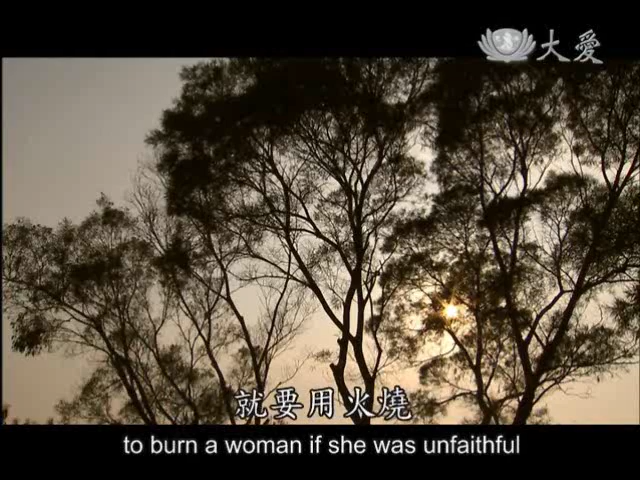 大愛
就要用火燒
to burn a woman if she was unfaithful